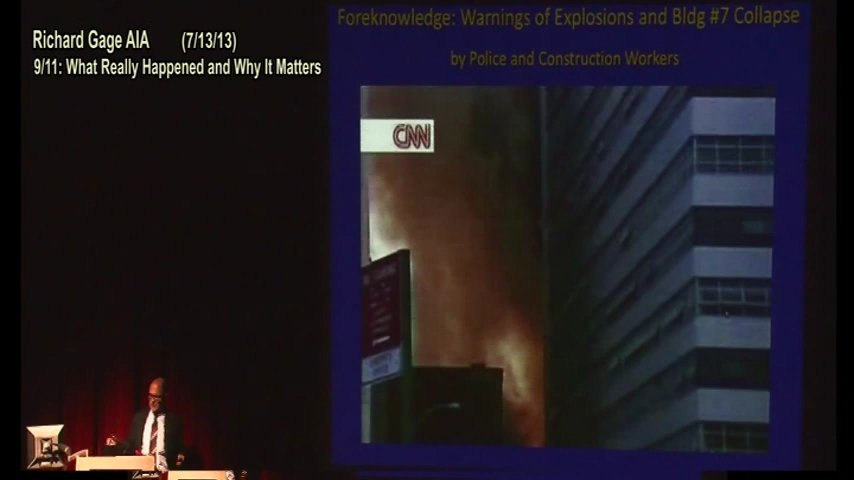 Richard Gage AIA (7/13/13)
9/11: What Really Happened and Why It Matters
Foreknowledge: Warnings of Explosions and Bldg #7 Collapse
by Police and Construction Workers
CNN